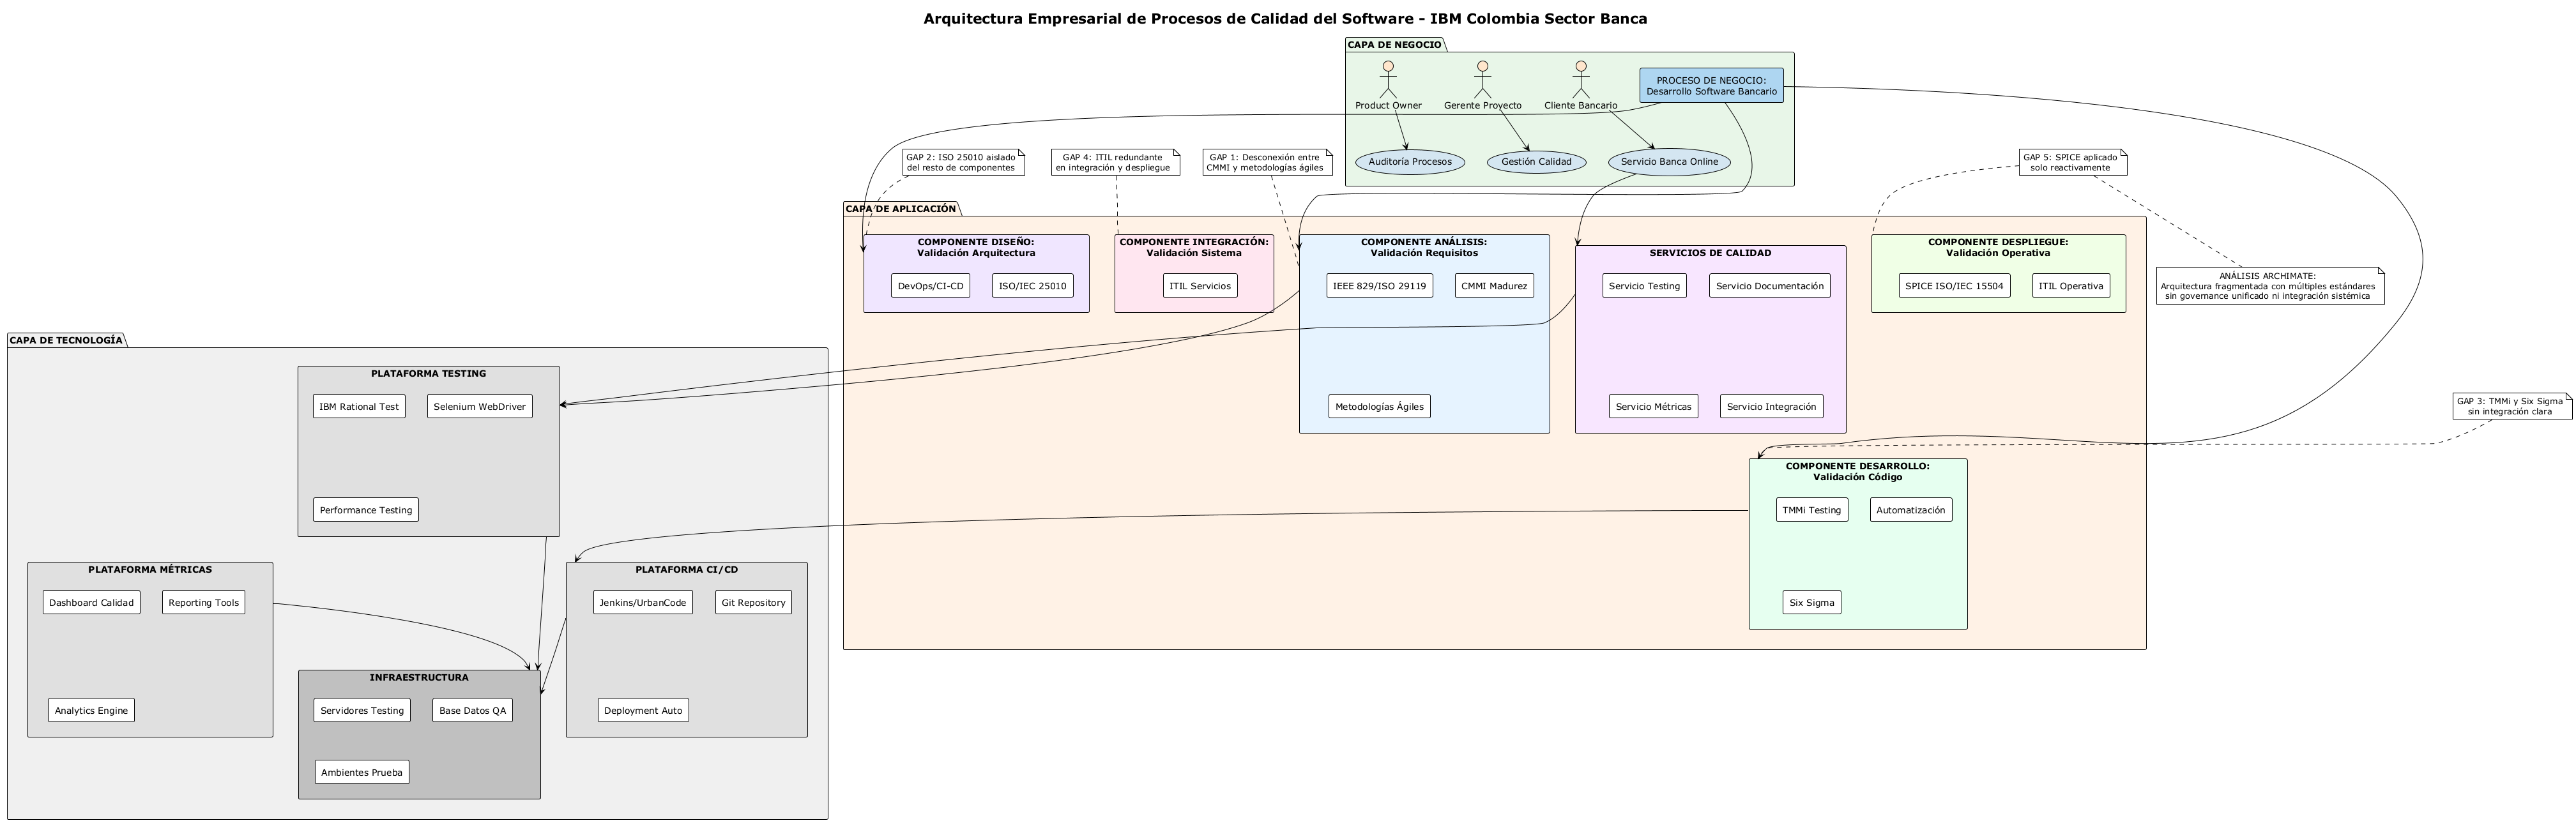 Arquitectura Empresarial de Procesos de Calidad del Software - IBM Colombia Sector Banca
CAPA DE NEGOCIO
Product Owner
Gerente Proyecto
Cliente Bancario
PROCESO DE NEGOCIO:
Desarrollo Software Bancario
Auditoría Procesos
Gestión Calidad
Servicio Banca Online
GAP 2: ISO 25010 aislado
del resto de componentes
GAP 4: ITIL redundante
en integración y despliegue
GAP 1: Desconexión entre
CMMI y metodologías ágiles
GAP 5: SPICE aplicado
solo reactivamente
CAPA DE APLICACIÓN
COMPONENTE DISEÑO:
Validación Arquitectura
DevOps/CI-CD
ISO/IEC 25010
COMPONENTE INTEGRACIÓN:
Validación Sistema
ITIL Servicios
COMPONENTE ANÁLISIS:
Validación Requisitos
IEEE 829/ISO 29119
CMMI Madurez
Metodologías Ágiles
SERVICIOS DE CALIDAD
Servicio Testing
Servicio Documentación
Servicio Métricas
Servicio Integración
COMPONENTE DESPLIEGUE:
Validación Operativa
SPICE ISO/IEC 15504
ITIL Operativa
ANÁLISIS ARCHIMATE:
Arquitectura fragmentada con múltiples estándares
sin governance unificado ni integración sistémica
GAP 3: TMMi y Six Sigma
sin integración clara
COMPONENTE DESARROLLO:
Validación Código
TMMi Testing
Automatización
Six Sigma
CAPA DE TECNOLOGÍA
PLATAFORMA TESTING
IBM Rational Test
Selenium WebDriver
Performance Testing
PLATAFORMA MÉTRICAS
Dashboard Calidad
Reporting Tools
Analytics Engine
PLATAFORMA CI/CD
Jenkins/UrbanCode
Git Repository
Deployment Auto
INFRAESTRUCTURA
Servidores Testing
Base Datos QA
Ambientes Prueba